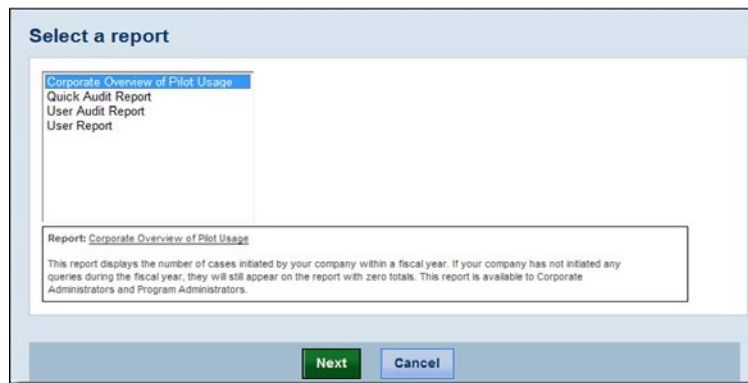 Select a report
Corporate Overview of Pilot Usage
Quick Audit Report
User Audit Report
User Report
Report: Corporate Overview of Pilot Usage
This report displays the number of cases initiated by your company within a fiscal year. If your company has not initiated any
queries during the fiscal year, they will still appear on the report with zero totals. This report is available to Corporate
Administrators and Program Administrators.
Next Cancel